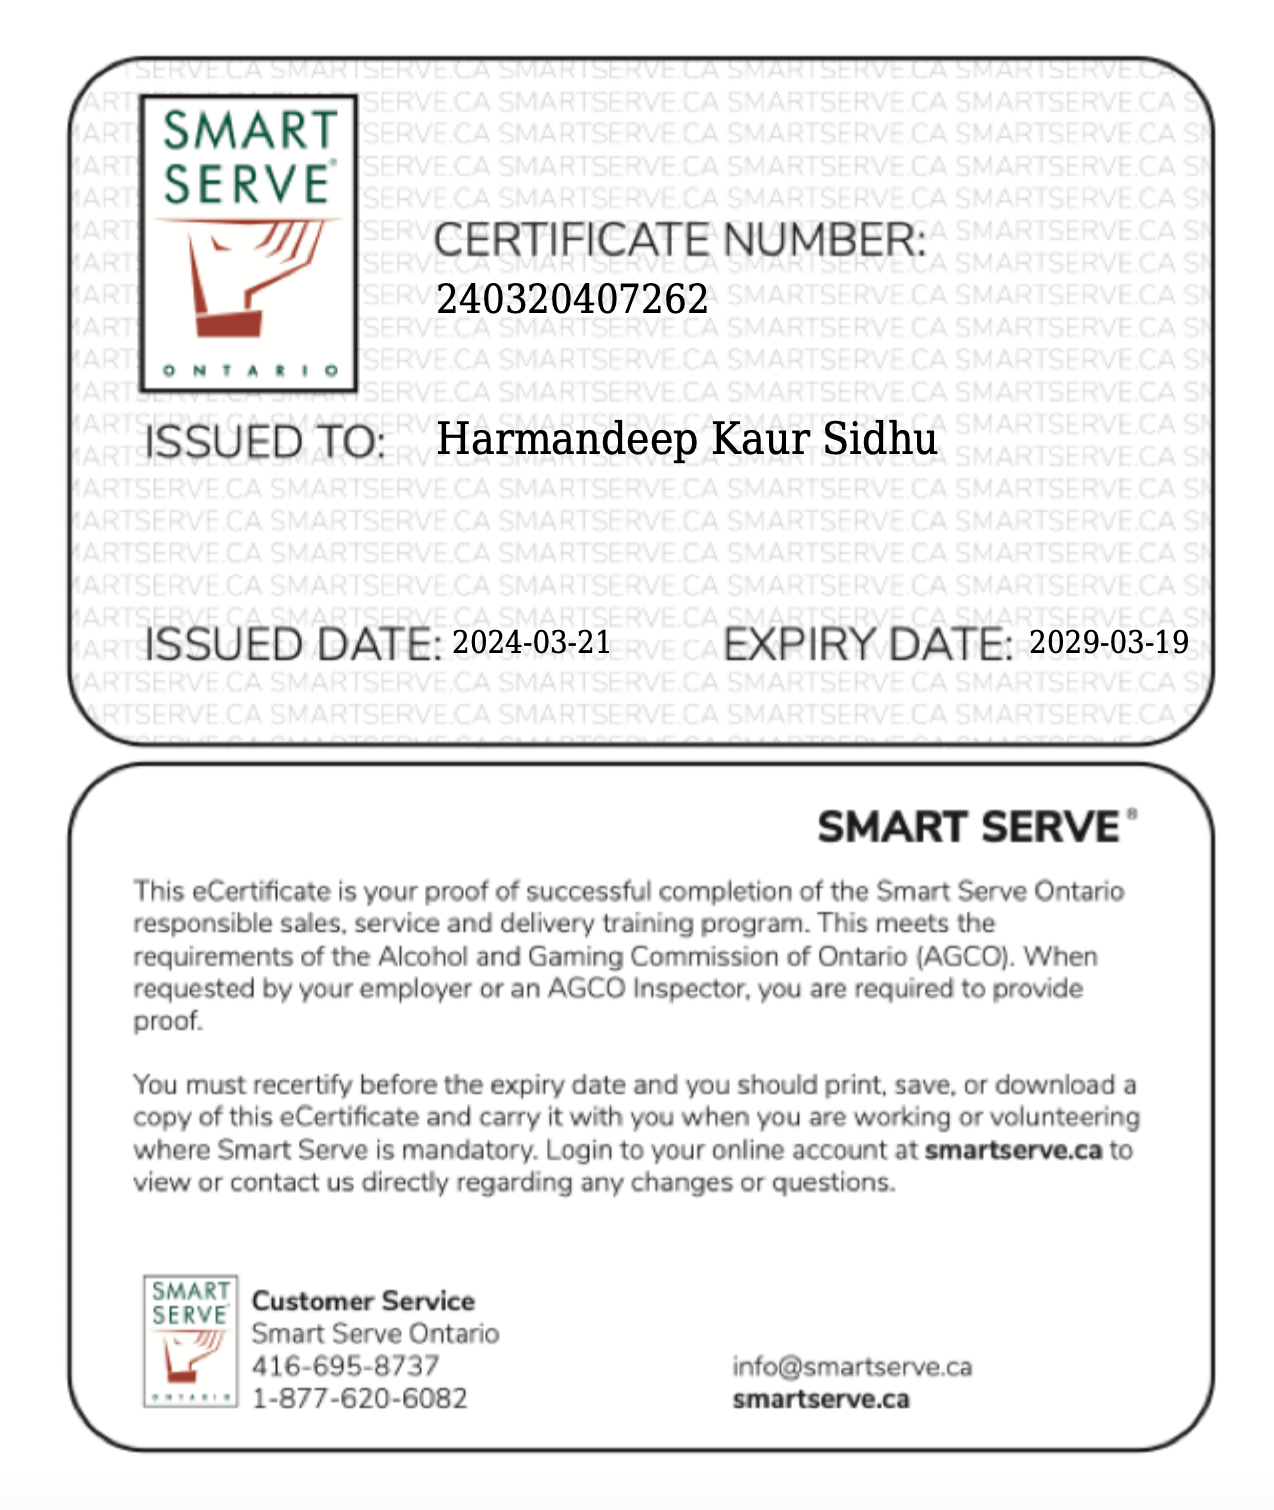 SMART
SERVE®
ONTARIO
CERTIFICATE NUMBER:
240320407262
ISSUED TO: Harmandeep Kaur Sidhu
ISSUED DATE: 2024-03-21 EXPIRY DATE: 2029-03-19
SMART SERVE®
This eCertificate is your proof of successful completion of the Smart Serve Ontario
responsible sales, service and delivery training program. This meets the
requirements of the Alcohol and Gaming Commission of Ontario (AGCO). When
requested by your employer or an AGCO Inspector, you are required to provide
proof.
You must recertify before the expiry date and you should print, save, or download a
copy of this eCertificate and carry it with you when you are working or volunteering
where Smart Serve is mandatory. Login to your online account at smartserve.ca to
view or contact us directly regarding any changes or questions.
SMART
SERVE
ONTARIO
Customer Service
Smart Serve Ontario
416-695-8737
1-877-620-6082
info@smartserve.ca
smartserve.ca